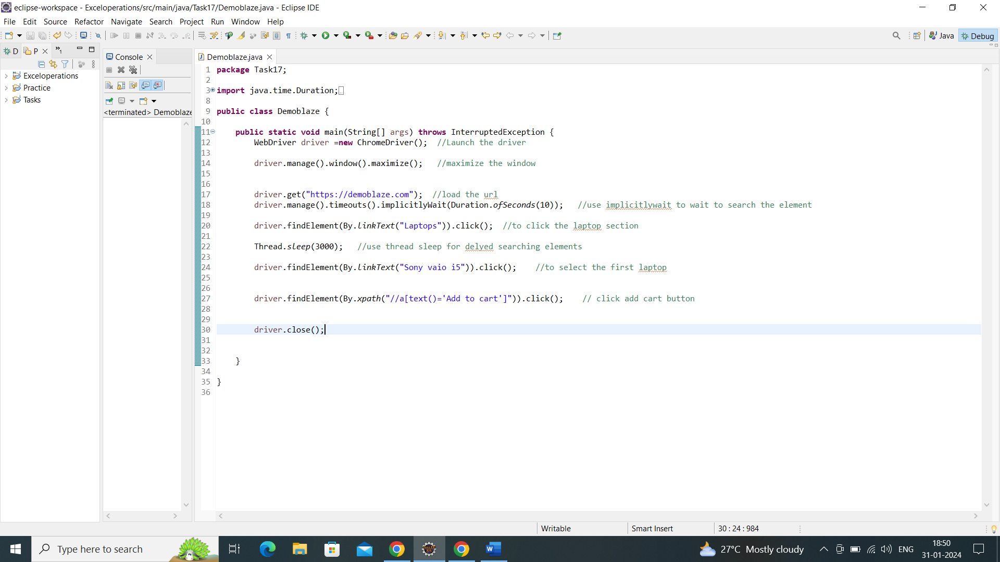 eclipse-workspace - Exceloperations/src/main/java/Task17/Demoblaze.java - Eclipse IDE
File Edit Source Refactor Navigate Search Project Run Window Help
Java Debug
D P
1
Exceloperations
Practice
Tasks
Console
<terminated> Demoblaze
Demoblaze.java
1 package Task17;
2
3 import java.time.Duration;
8
9 public class Demoblaze {
10
11 public static void main(String[] args) throws InterruptedException {
12 WebDriver driver =new ChromeDriver(); //Launch the driver
13
14 driver.manage().window().maximize(); //maximize the window
15
16
17 driver.get("https://demoblaze.com"); //load the url
18 driver.manage().timeouts().implicitlyWait(Duration.ofSeconds(10)); //use implicitlywait to wait to search the element
19
20 driver.findElement(By.linkText("Laptops")).click(); //to click the laptop section
21
22 Thread.sleep(3000); //use thread sleep for delyed searching elements
23
24 driver.findElement(By.linkText("Sony vaio i5")).click(); //to select the first laptop
25
26
27 driver.findElement(By.xpath("//a[text()='Add to cart']")).click(); // click add cart button
28
29
30 driver.close();
31
32
33 }
34
35 }
36
Writable Smart Insert 30 : 24 : 984
Type here to search
27°C Mostly cloudy
ENG
18:50
31-01-2024